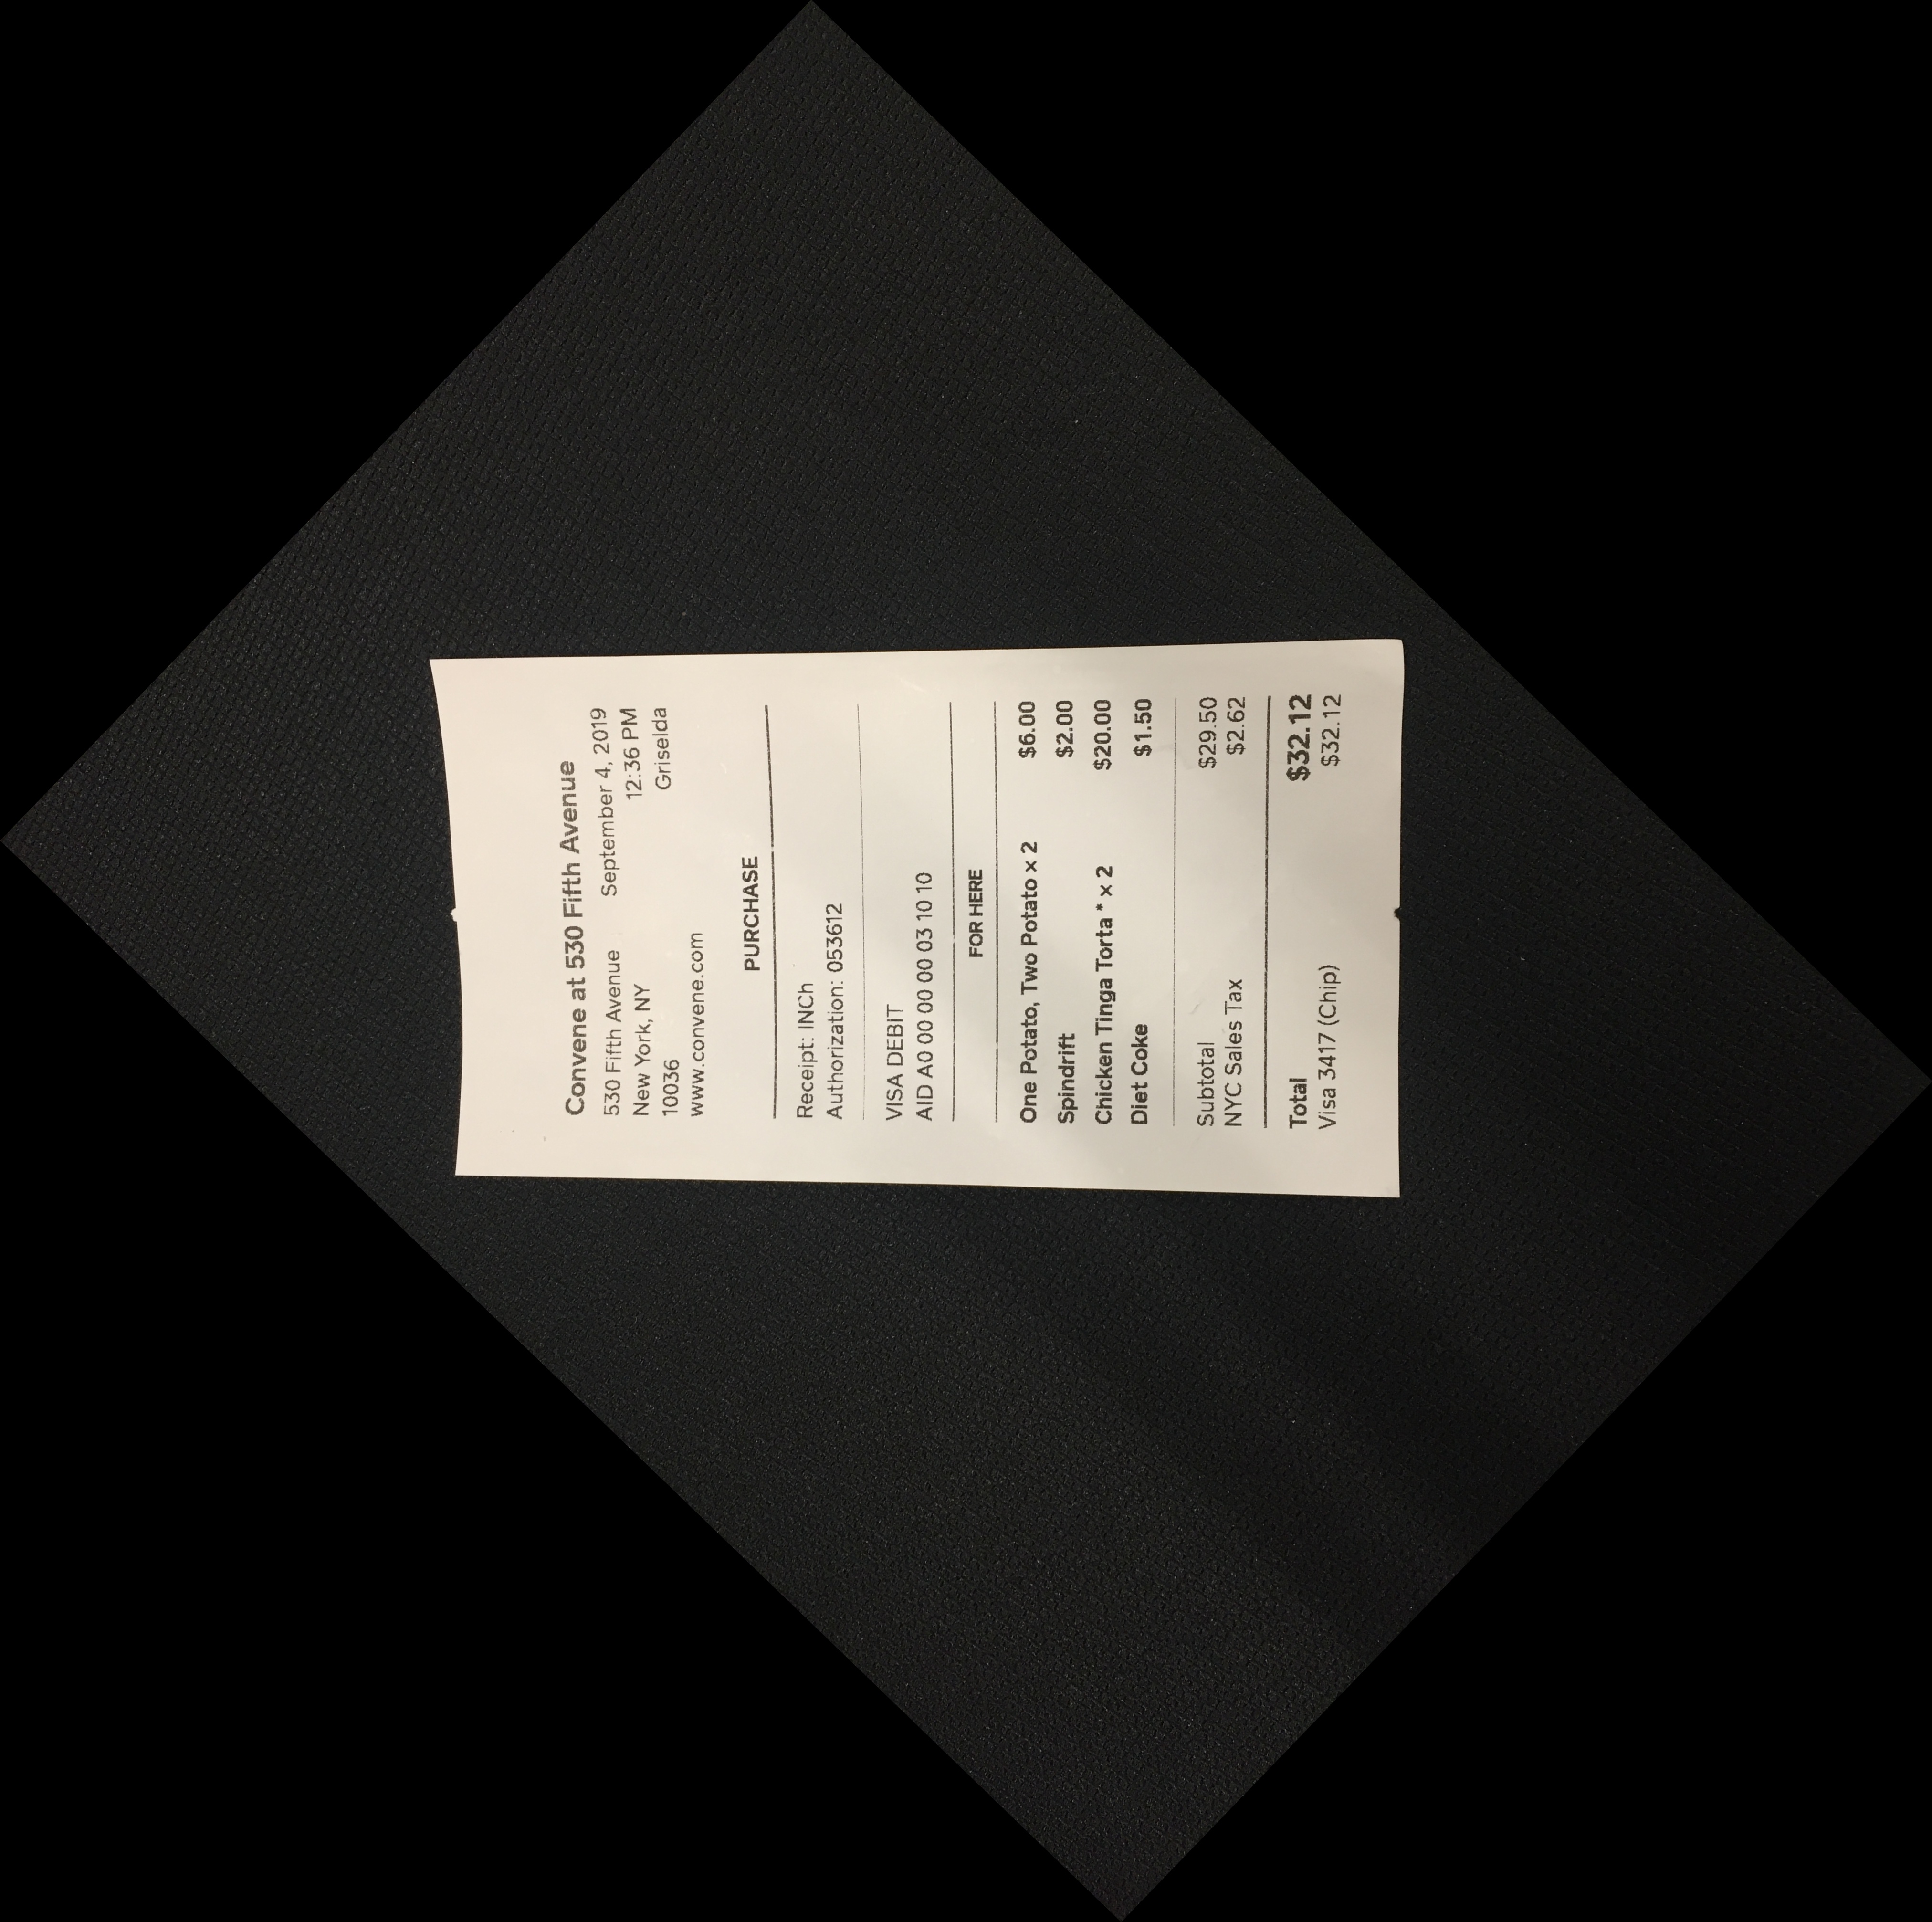 Convene at 530 Fifth Avenue
530 Fifth Avenue September 4, 2019
New York, NY 12:36 PM
10036 Griselda
www.convene.com
PURCHASE
Receipt: INCh
Authorization: 053612
VISA DEBIT
AID A0 00 00 00 03 10 10
FOR HERE
One Potato, Two Potato x 2 $6.00
Spindrift $2.00
Chicken Tinga Torta * x 2 $20.00
Diet Coke $1.50
Subtotal $29.50
NYC Sales Tax $2.62
Total $32.12
Visa 3417 (Chip) $32.12